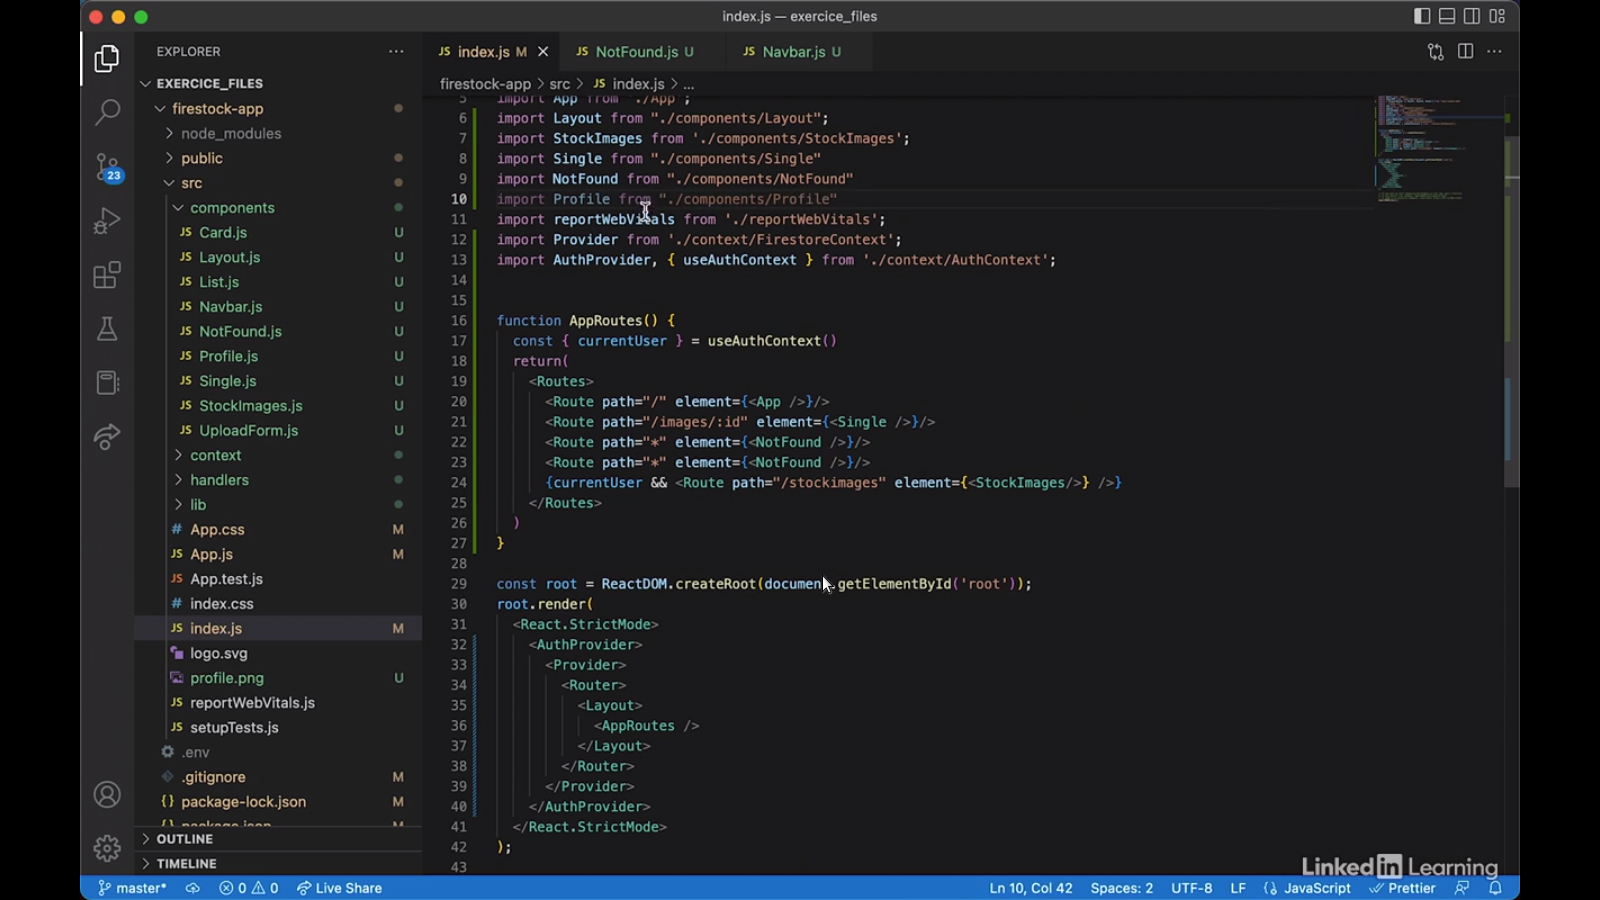 index.js — exercice_files
EXPLORER
EXERCICE_FILES
firestock-app
node_modules
public
src
components
JS Card.js U
JS Layout.js U
JS List.js U
JS Navbar.js U
JS NotFound.js U
JS Profile.js U
JS Single.js U
JS StockImages.js U
JS UploadForm.js U
context
handlers
lib
# App.css M
JS App.js M
JS App.test.js
# index.css
JS index.js M
logo.svg
profile.png U
JS reportWebVitals.js
JS setupTests.js
.env
.gitignore M
{} package-lock.json M
{} package.json M
OUTLINE
TIMELINE
23
JS index.js M
JS NotFound.js U
JS Navbar.js U
firestock-app > src > JS index.js > ...
5 import App from './App';
6 import Layout from "./components/Layout";
7 import StockImages from './components/StockImages';
8 import Single from "./components/Single"
9 import NotFound from "./components/NotFound"
10 import Profile from "./components/Profile"
11 import reportWebVitals from './reportWebVitals';
12 import Provider from './context/FirestoreContext';
13 import AuthProvider, { useAuthContext } from './context/AuthContext';
14
15
16 function AppRoutes() {
17 const { currentUser } = useAuthContext()
18 return(
19 <Routes>
20 <Route path="/" element={<App />}/>
21 <Route path="/images/:id" element={<Single />}/>
22 <Route path="*" element={<NotFound />}/>
23 <Route path="*" element={<NotFound />}/>
24 {currentUser && <Route path="/stockimages" element={<StockImages/>} />}
25 </Routes>
26 )
27 }
28
29 const root = ReactDOM.createRoot(document.getElementById('root'));
30 root.render(
31 <React.StrictMode>
32 <AuthProvider>
33 <Provider>
34 <Router>
35 <Layout>
36 <AppRoutes />
37 </Layout>
38 </Router>
39 </Provider>
40 </AuthProvider>
41 </React.StrictMode>
42 );
43
LinkedIn Learning
master* 0 0 Live Share
Ln 10, Col 42 Spaces: 2 UTF-8 LF {} JavaScript Prettier